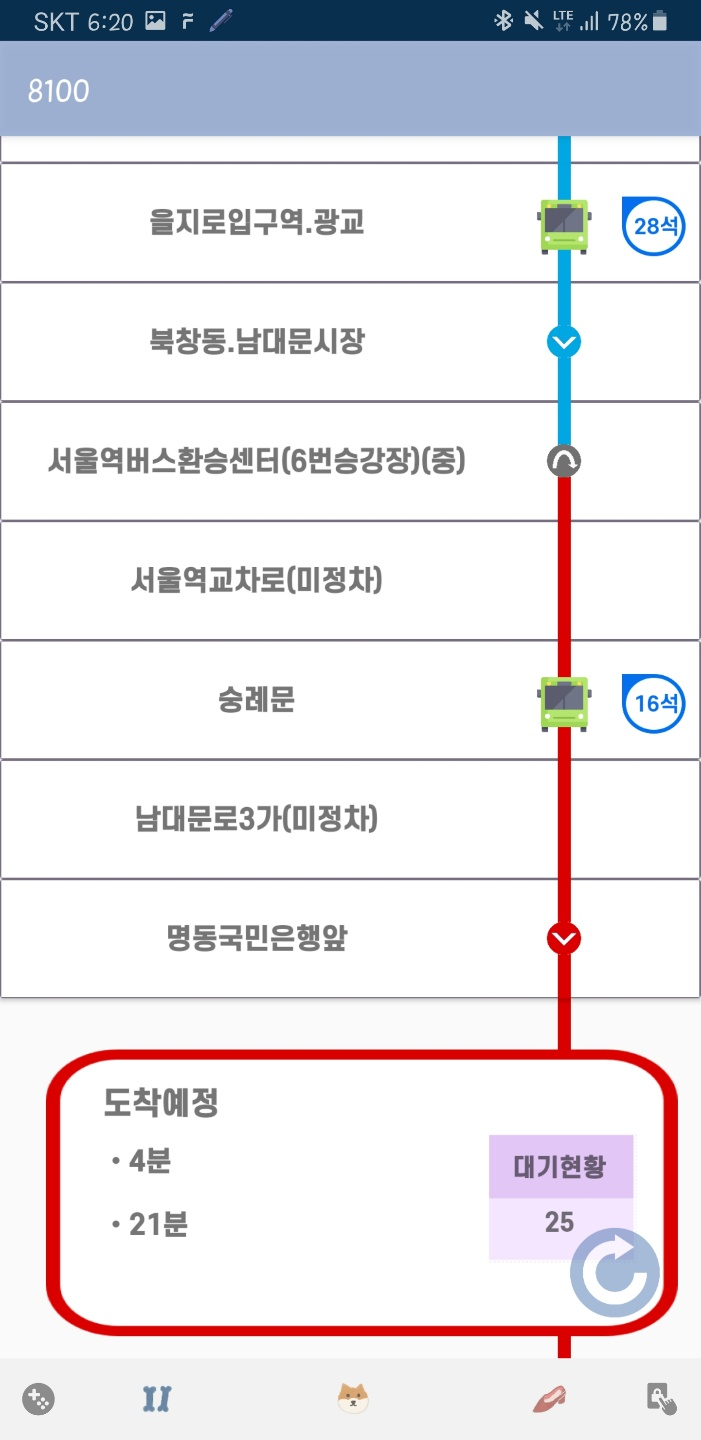 SKT 6:20 LTE 78%
8100
을지로입구역.광교
28석
북창동.남대문시장
서울역버스환승센터(6번승강장)(중)
서울역교차로(미정차)
숭례문
16석
남대문로3가(미정차)
명동국민은행앞
도착예정
• 4분
• 21분
대기현황
25